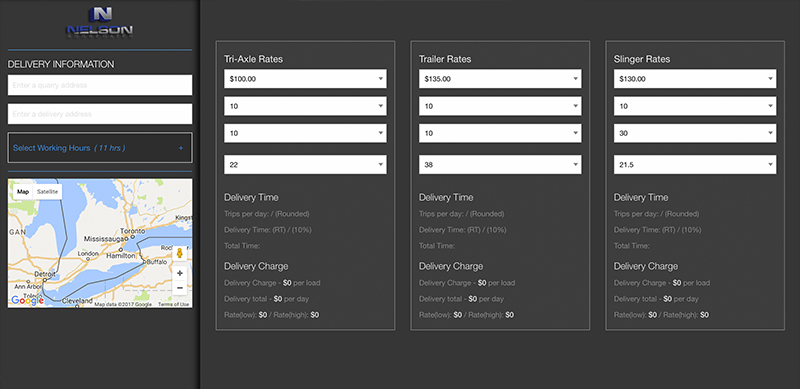 NELSON
DELIVERY INFORMATION
Enter a quarry address
Enter a delivery address
Select Working Hours ( 11 hrs ) +
Map Satellite
GAN
Toronto
Kingst
Mississauga
London
Hamilton
Buffalo
Detroit
Ann Arbor
Toledo
Cleveland
+
−
Google
Map data ©2017 Google Terms of Use
Tri-Axle Rates
$100.00
10
10
22
Delivery Time
Trips per day: / (Rounded)
Delivery Time: (RT) / (10%)
Total Time:
Delivery Charge
Delivery Charge - $0 per load
Delivery total - $0 per day
Rate(low): $0 / Rate(high): $0
Trailer Rates
$135.00
10
10
38
Delivery Time
Trips per day: / (Rounded)
Delivery Time: (RT) / (10%)
Total Time:
Delivery Charge
Delivery Charge - $0 per load
Delivery total - $0 per day
Rate(low): $0 / Rate(high): $0
Slinger Rates
$130.00
10
30
21.5
Delivery Time
Trips per day: / (Rounded)
Delivery Time: (RT) / (10%)
Total Time:
Delivery Charge
Delivery Charge - $0 per load
Delivery total - $0 per day
Rate(low): $0 / Rate(high): $0